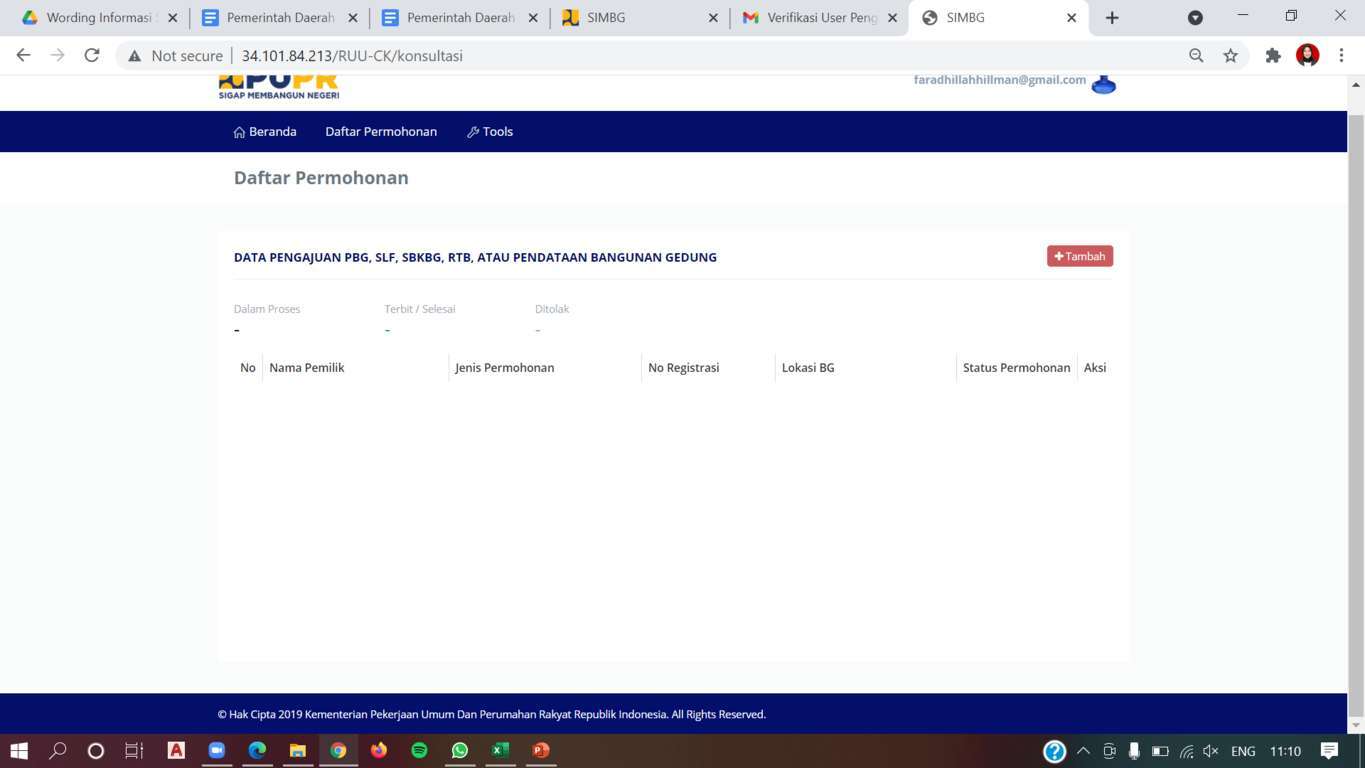 Wording Informasi S
Pemerintah Daerah
Pemerintah Daerah
SIMBG
Verifikasi User Peng
SIMBG
Not secure
34.101.84.213/RUU-CK/konsultasi
PUPR
SIGAP MEMBANGUN NEGERI
faradhillahhillman@gmail.com
Beranda
Daftar Permohonan
Tools
Daftar Permohonan
DATA PENGAJUAN PBG, SLF, SBKBG, RTB, ATAU PENDATAAN BANGUNAN GEDUNG
+Tambah
Dalam Proses
Terbit / Selesai
Ditolak
-
-
-
No
Nama Pemilik
Jenis Permohonan
No Registrasi
Lokasi BG
Status Permohonan
Aksi
© Hak Cipta 2019 Kementerian Pekerjaan Umum Dan Perumahan Rakyat Republik Indonesia. All Rights Reserved.
ENG
11:10